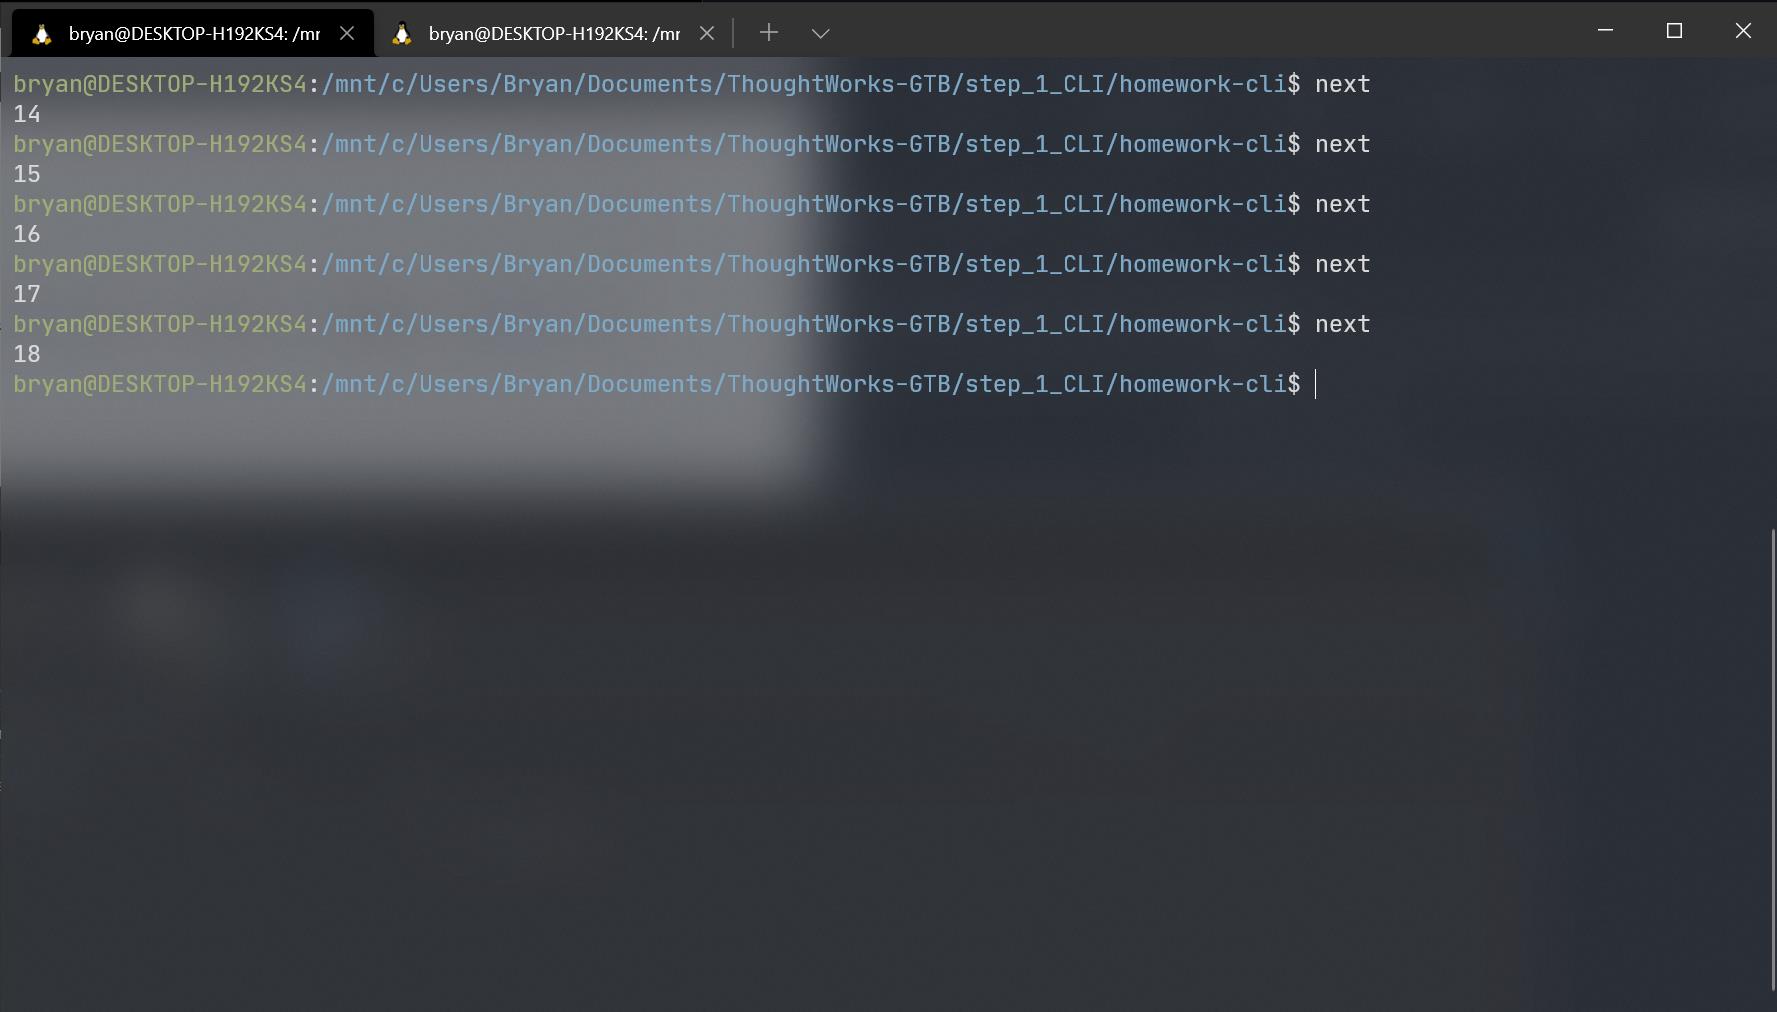 bryan@DESKTOP-H192KS4: /mr
bryan@DESKTOP-H192KS4: /mr
bryan@DESKTOP-H192KS4:/mnt/c/Users/Bryan/Documents/ThoughtWorks-GTB/step_1_CLI/homework-cli$ next
14
bryan@DESKTOP-H192KS4:/mnt/c/Users/Bryan/Documents/ThoughtWorks-GTB/step_1_CLI/homework-cli$ next
15
bryan@DESKTOP-H192KS4:/mnt/c/Users/Bryan/Documents/ThoughtWorks-GTB/step_1_CLI/homework-cli$ next
16
bryan@DESKTOP-H192KS4:/mnt/c/Users/Bryan/Documents/ThoughtWorks-GTB/step_1_CLI/homework-cli$ next
17
bryan@DESKTOP-H192KS4:/mnt/c/Users/Bryan/Documents/ThoughtWorks-GTB/step_1_CLI/homework-cli$ next
18
bryan@DESKTOP-H192KS4:/mnt/c/Users/Bryan/Documents/ThoughtWorks-GTB/step_1_CLI/homework-cli$